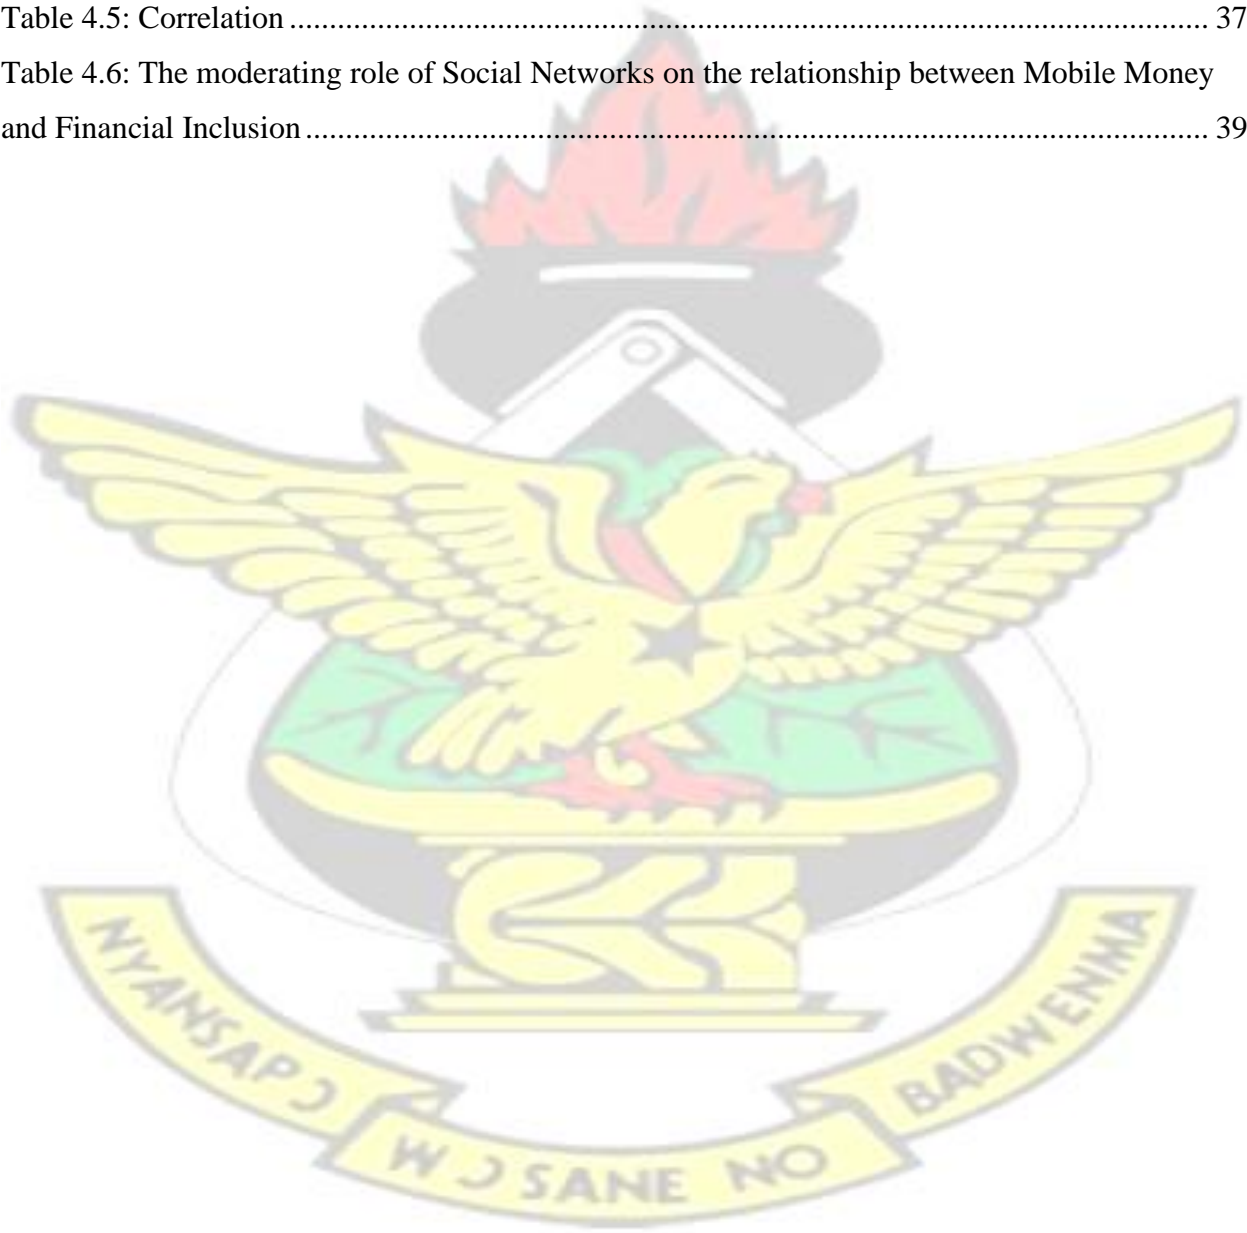 Table 4.5: Correlation ........................................................................................................................ 37
Table 4.6: The moderating role of Social Networks on the relationship between Mobile Money
and Financial Inclusion ...................................................................................................................... 39
NYANSAPƆ
WƆ SANE NO
BADWENMA